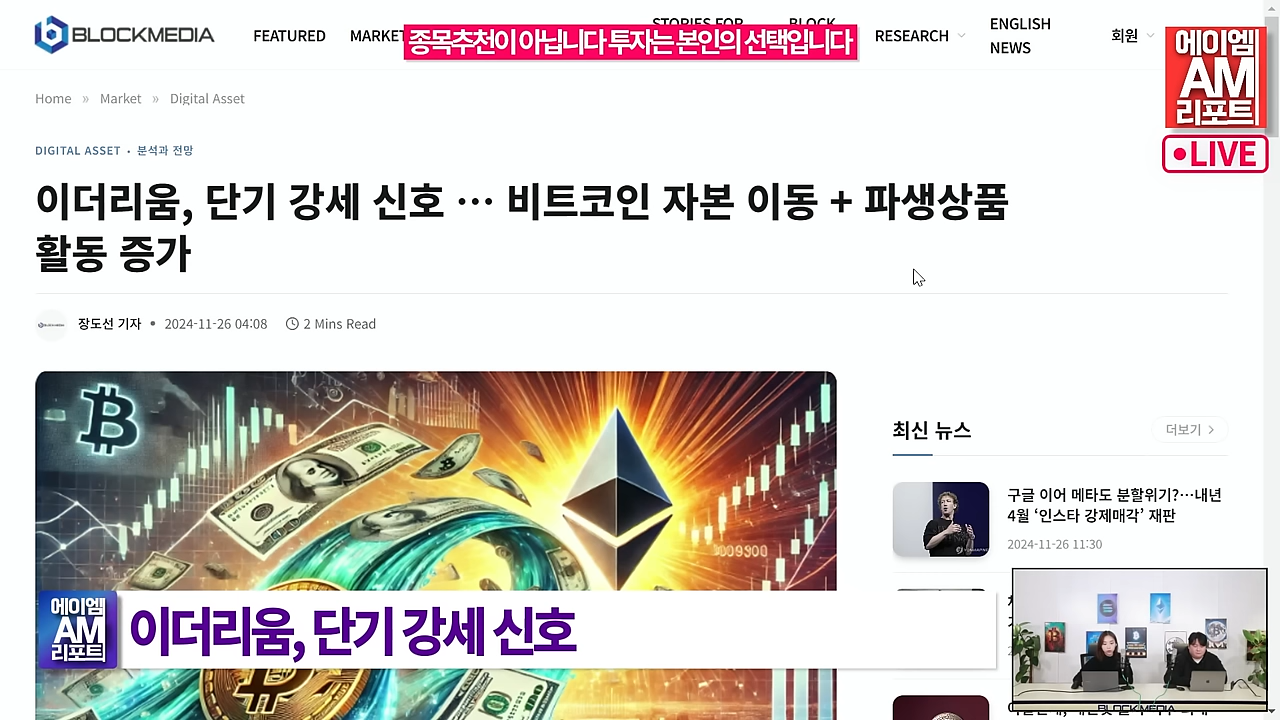 BLOCKMEDIA
FEATURED
MARKET
STORIES FOR
BLOCK
RESEARCH
ENGLISH
NEWS
회원
종목추천이 아닙니다 투자는 본인의 선택입니다
에이엠
AM
리포트
LIVE
Home » Market » Digital Asset
DIGITAL ASSET • 분석과 전망
이더리움, 단기 강세 신호 … 비트코인 자본 이동 + 파생상품
활동 증가
장도선 기자 • 2024-11-26 04:08 2 Mins Read
최신 뉴스
더보기
구글 이어 메타도 분할위기?…내년
4월 ‘인스타 강제매각’ 재판
2024-11-26 11:30
에이엠
AM
리포트
이더리움, 단기 강세 신호
BLOCKMEDIA